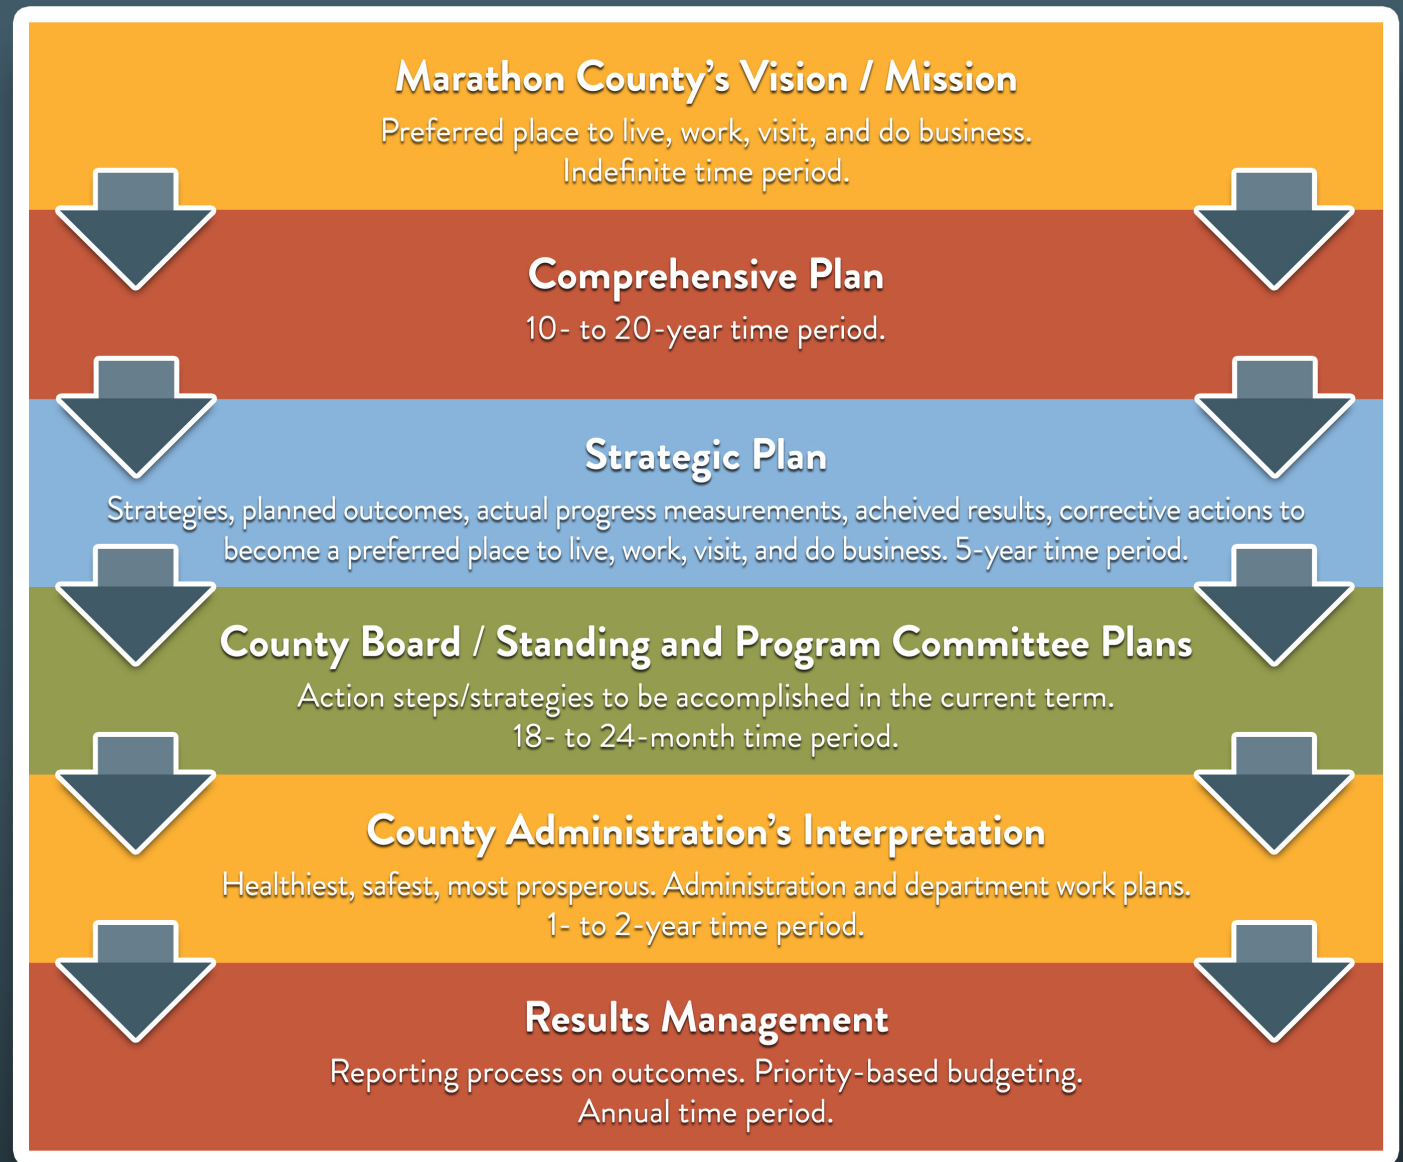 Marathon County’s Vision / Mission
Preferred place to live, work, visit, and do business.
Indefinite time period.
Comprehensive Plan
10- to 20-year time period.
Strategic Plan
Strategies, planned outcomes, actual progress measurements, acheived results, corrective actions to
become a preferred place to live, work, visit, and do business. 5-year time period.
County Board / Standing and Program Committee Plans
Action steps/strategies to be accomplished in the current term.
18- to 24-month time period.
County Administration’s Interpretation
Healthiest, safest, most prosperous. Administration and department work plans.
1- to 2-year time period.
Results Management
Reporting process on outcomes. Priority-based budgeting.
Annual time period.